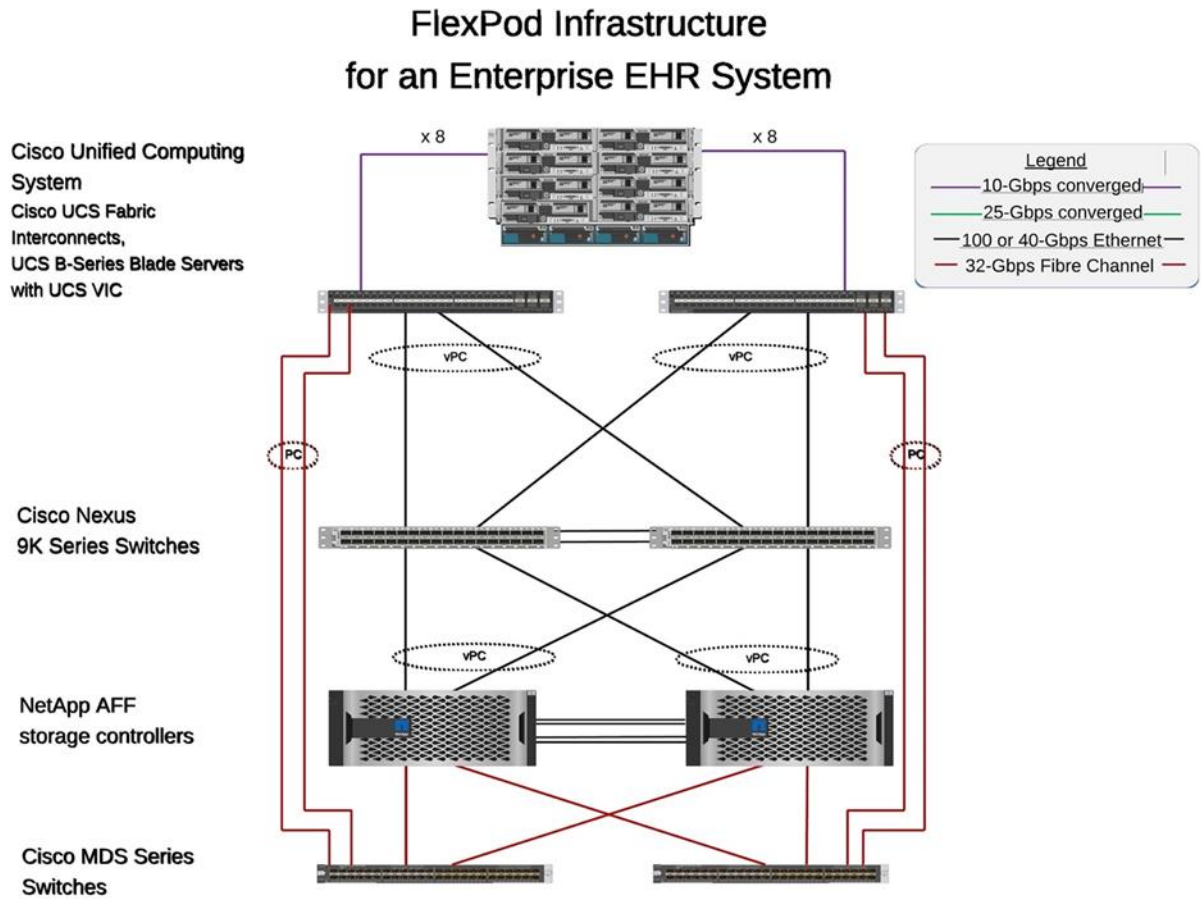 FlexPod Infrastructure
for an Enterprise EHR System
x 8
x 8
Cisco Unified Computing
System
Cisco UCS Fabric
Interconnects,
UCS B-Series Blade Servers
with UCS VIC
Legend
10-Gbps converged
25-Gbps converged
100 or 40-Gbps Ethernet
32-Gbps Fibre Channel
vPC
vPC
PC
PC
Cisco Nexus
9K Series Switches
vPC
vPC
NetApp AFF
storage controllers
Cisco MDS Series
Switches